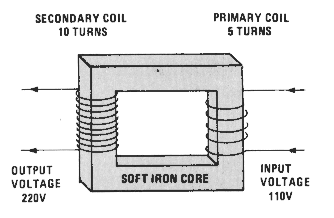 SECONDARY COIL
10 TURNS
PRIMARY COIL
5 TURNS
OUTPUT
VOLTAGE
220V
SOFT IRON CORE
INPUT
VOLTAGE
110V